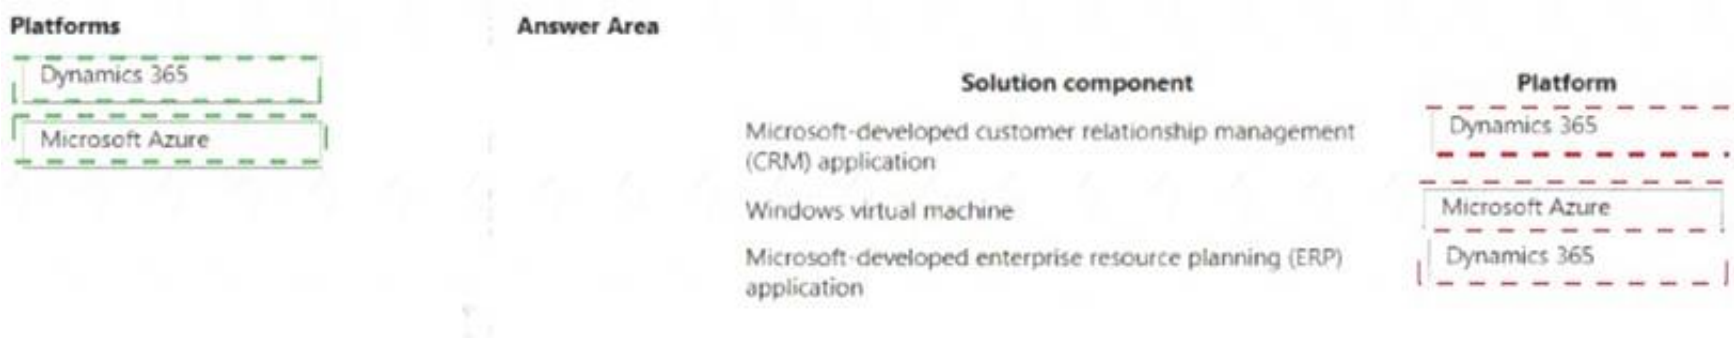 Platforms
Answer Area
Dynamics 365
Microsoft Azure
Solution component
Platform
Microsoft-developed customer relationship management
(CRM) application
Dynamics 365
Windows virtual machine
Microsoft Azure
Microsoft-developed enterprise resource planning (ERP)
application
Dynamics 365